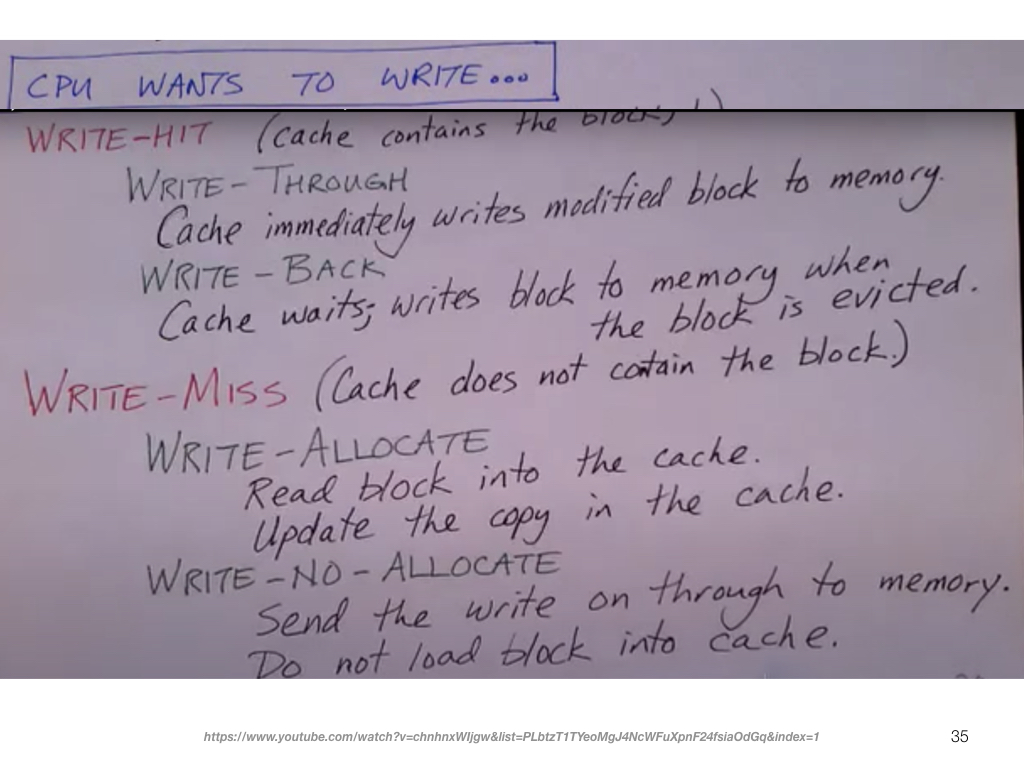 CPU WANTS TO WRITE...
WRITE-HIT (Cache contains the block.)
WRITE-THROUGH
Cache immediately writes modified block to memory.
WRITE-BACK
Cache waits; writes block to memory when
the block is evicted.
WRITE-MISS (Cache does not contain the block.)
WRITE-ALLOCATE
Read block into the cache.
Update the copy in the cache.
WRITE-NO-ALLOCATE
Send the write on through to memory.
Do not load block into cache.
https://www.youtube.com/watch?v=chnhnxWIjgw&list=PLbtzT1TYeoMgJ4NcWFuXpnF24fsiaOdGq&index=1
35